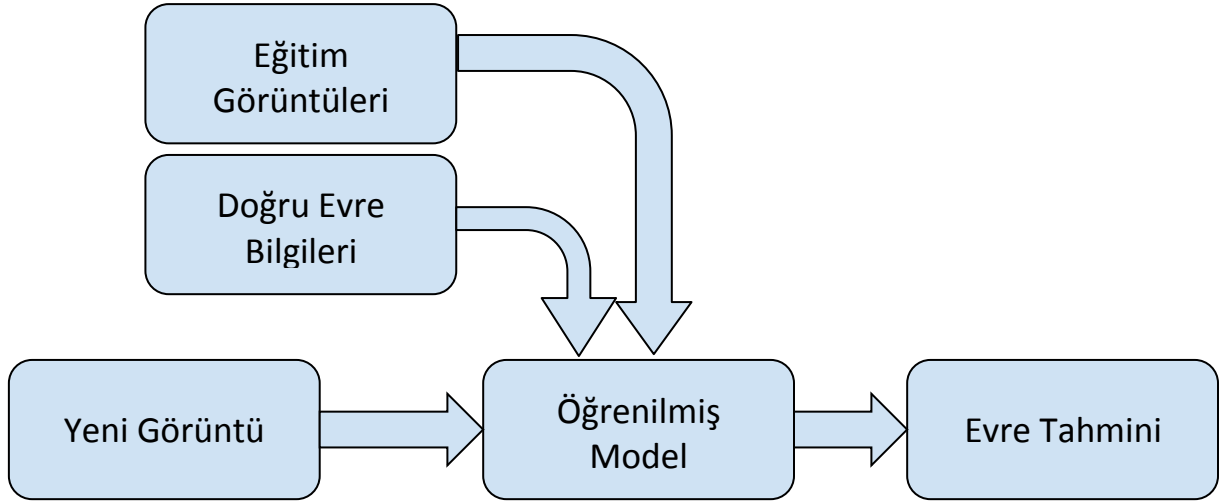 Eğitim
Görüntüleri
Doğru Evre
Bilgileri
Yeni Görüntü
Öğrenilmiş
Model
Evre Tahmini